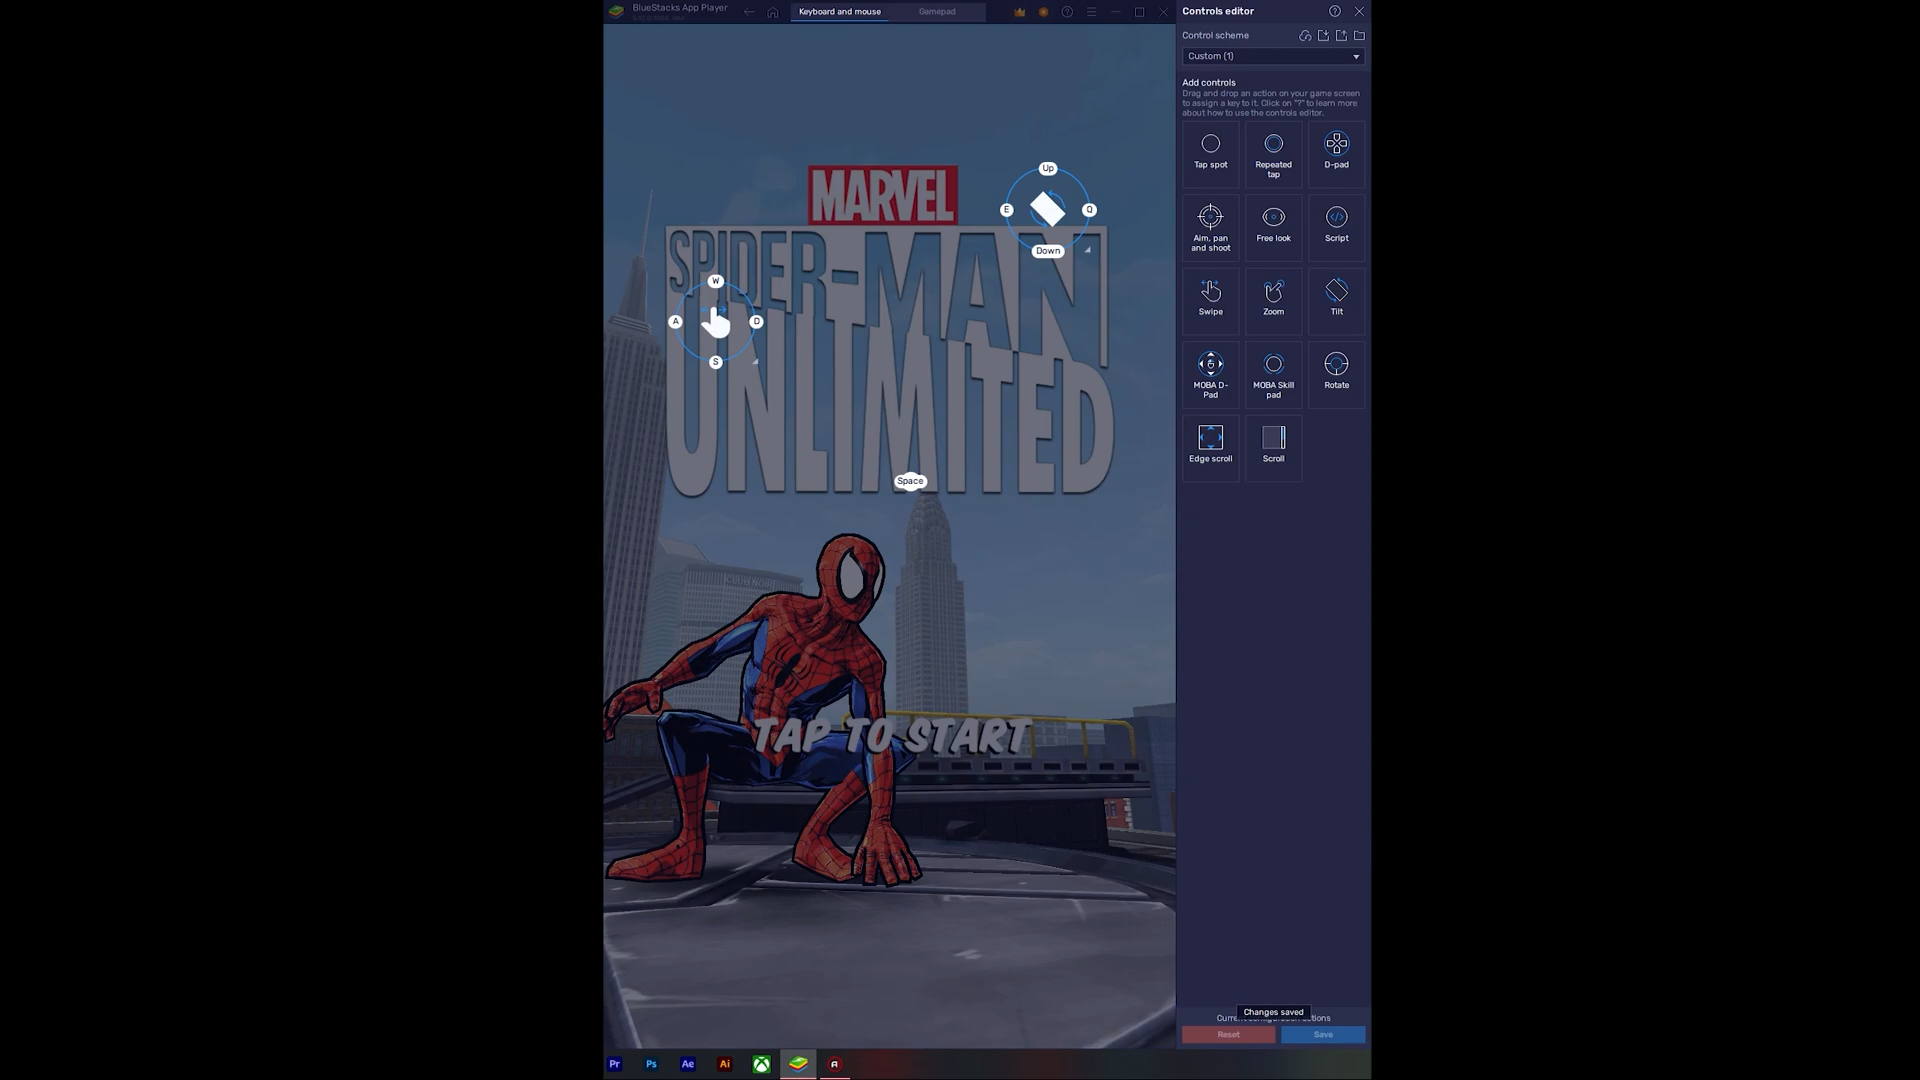 BlueStacks App Player
Keyboard and mouse
Gamepad
Controls editor
Control scheme
Custom (1)
Add controls
Drag and drop an action on your game screen
to assign a key to it. Click on "?" to learn more
about how to use the controls editor.
Tap spot
Repeated
tap
D-pad
Aim, pan
and shoot
Free look
Script
Swipe
Zoom
Tilt
MOBA D-
Pad
MOBA Skill
pad
Rotate
Edge scroll
Scroll
MARVEL
SPIDER-MAN
UNLIMITED
Up
E
Q
Down
W
A
D
S
Space
TAP TO START
Changes saved
Reset
Save
Pr
Ps
Ae
Ai